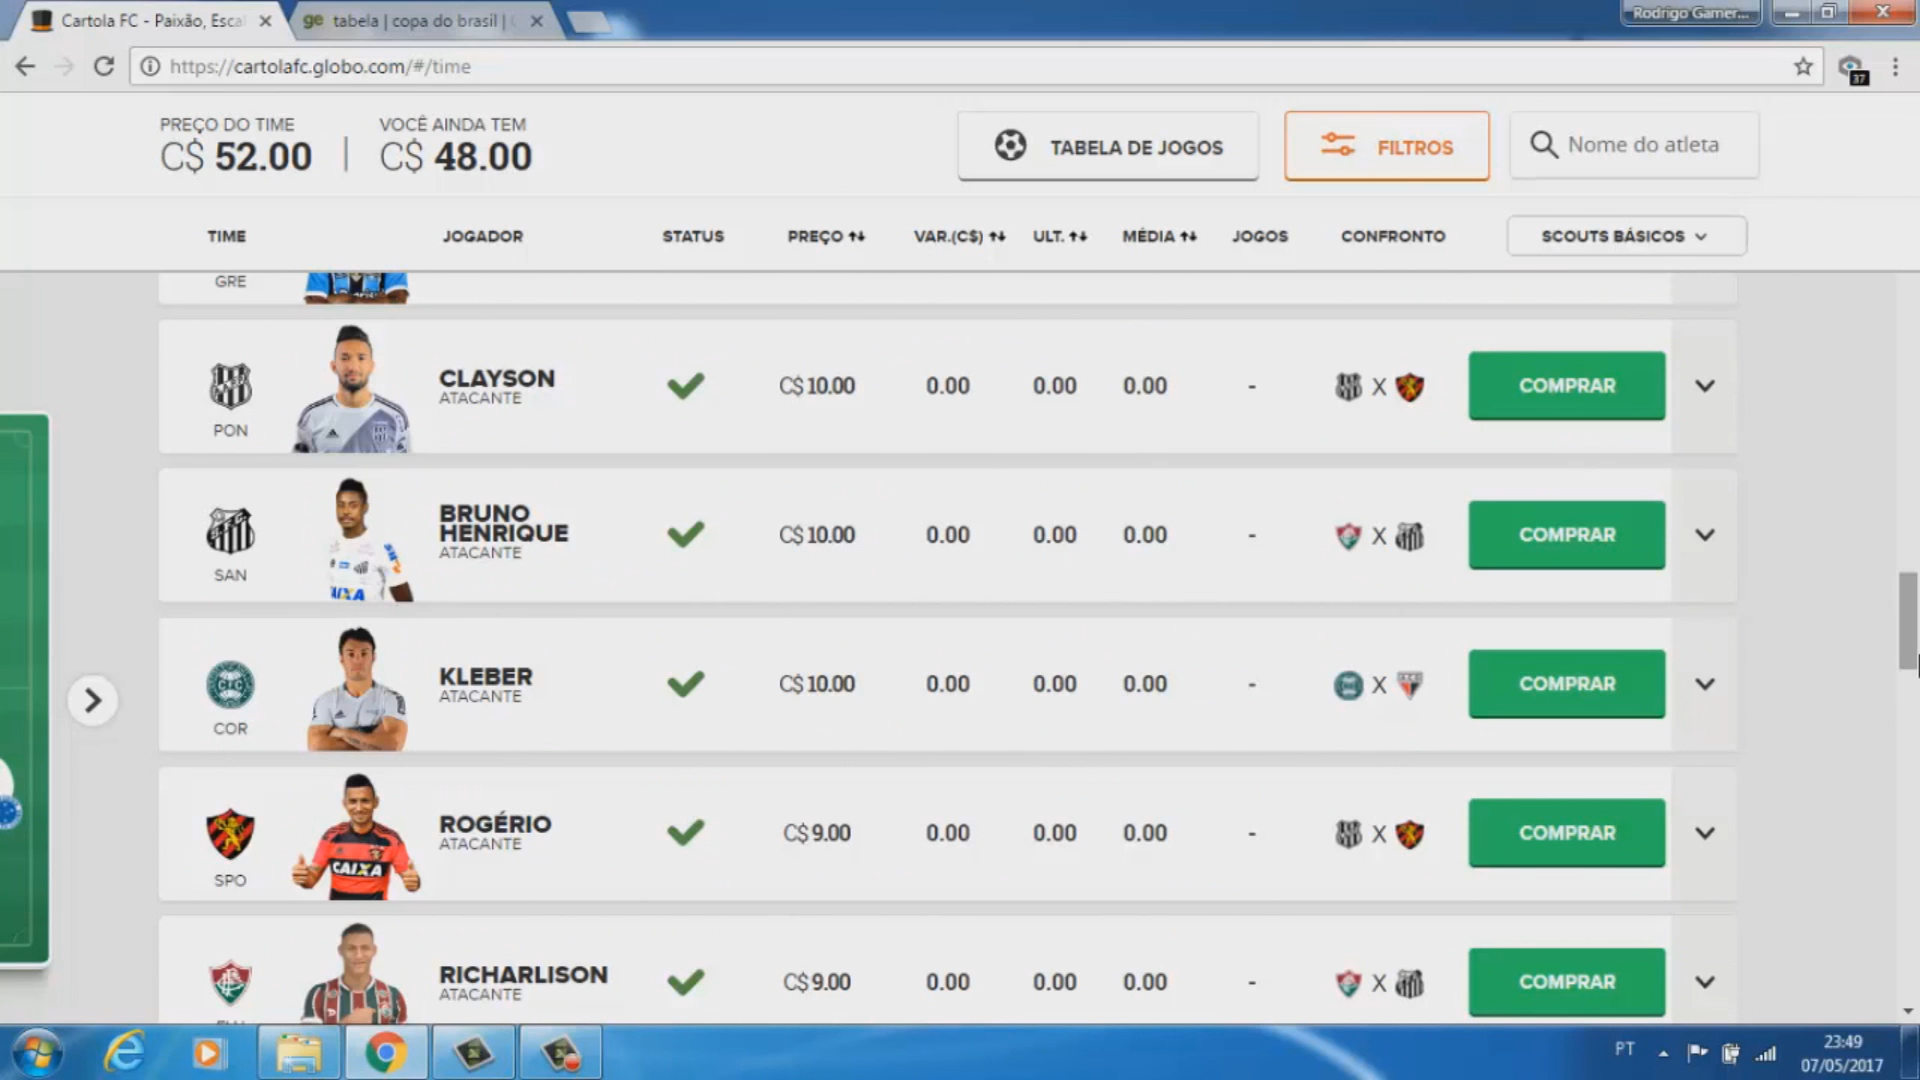 Cartola FC - Paixão, Esca
ge tabela | copa do brasil |
Rodrigo Gamer...
https://cartolafc.globo.com/#/time
37
PREÇO DO TIME
C$ 52.00
VOCÊ AINDA TEM
C$ 48.00
TABELA DE JOGOS
FILTROS
Nome do atleta
TIME JOGADOR STATUS PREÇO VAR.(C$) ULT. MÉDIA JOGOS CONFRONTO SCOUTS BÁSICOS
GRE
PON
CLAYSON
ATACANTE
C$ 10.00 0.00 0.00 0.00 - X COMPRAR
SAN
BRUNO
HENRIQUE
ATACANTE
CAIXA
C$ 10.00 0.00 0.00 0.00 - X COMPRAR
CFC
COR
KLEBER
ATACANTE
C$ 10.00 0.00 0.00 0.00 - X COMPRAR
SPO
CAIXA
ROGÉRIO
ATACANTE
C$ 9.00 0.00 0.00 0.00 - X COMPRAR
RICHARLISON
ATACANTE
C$ 9.00 0.00 0.00 0.00 - X COMPRAR
PT
23:49
07/05/2017